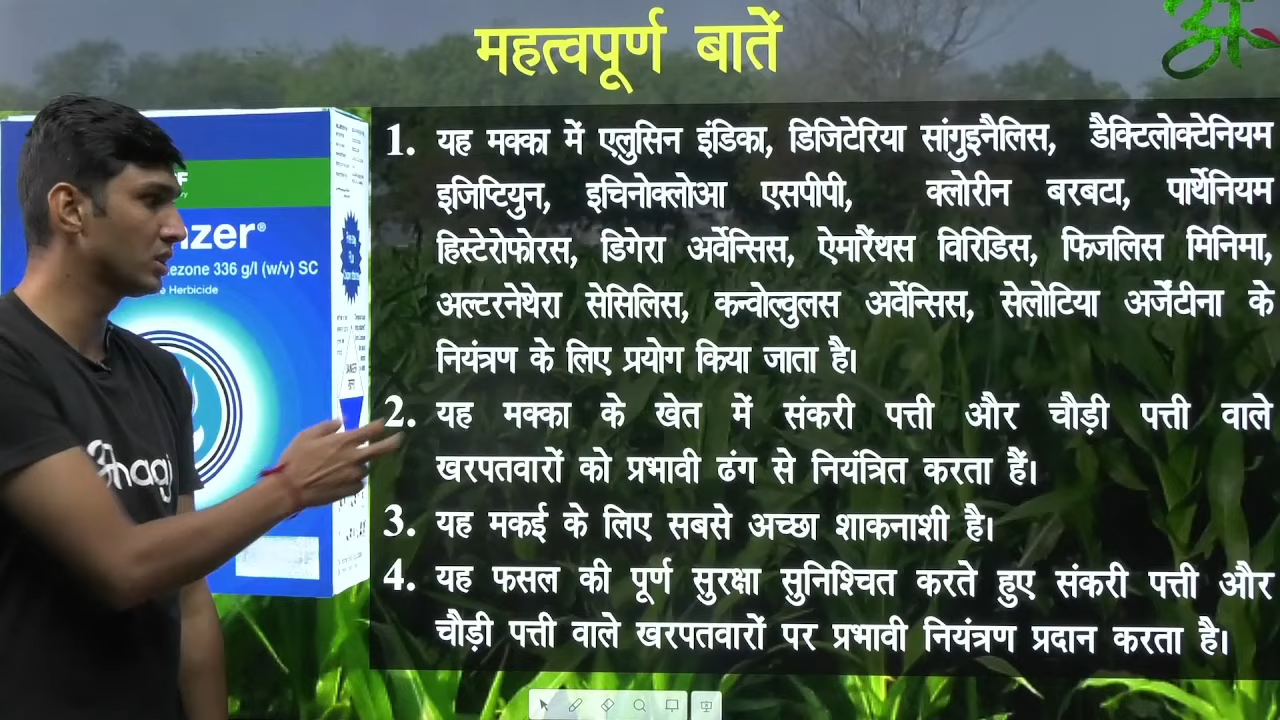 महत्वपूर्ण बातें
1. यह मक्का में एलुसिन इंडिका, डिजिटेरिया सांगुइनैलिस, डैक्टिलोक्टेनियम
इजिप्टियुन, इचिनोक्लोआ एसपीपी, क्लोरीन बरबटा, पार्थेनियम
हिस्टेरोफोरस, डिगेरा अर्वेन्सिस, ऐमारैंथस विरिडिस, फिजलिस मिनिमा,
अल्टरनेथेरा सेसिलिस, कन्वोल्वुलस अर्वेन्सिस, सेलोटिया अर्जेंटीना के
नियंत्रण के लिए प्रयोग किया जाता है।
2. यह मक्का के खेत में संकरी पत्ती और चौड़ी पत्ती वाले
खरपतवारों को प्रभावी ढंग से नियंत्रित करता हैं।
3. यह मकई के लिए सबसे अच्छा शाकनाशी है।
4. यह फसल की पूर्ण सुरक्षा सुनिश्चित करते हुए संकरी पत्ती और
चौड़ी पत्ती वाले खरपतवारों पर प्रभावी नियंत्रण प्रदान करता है।
nzer®
ezone 336 g/l (w/v) SC
Herbicide